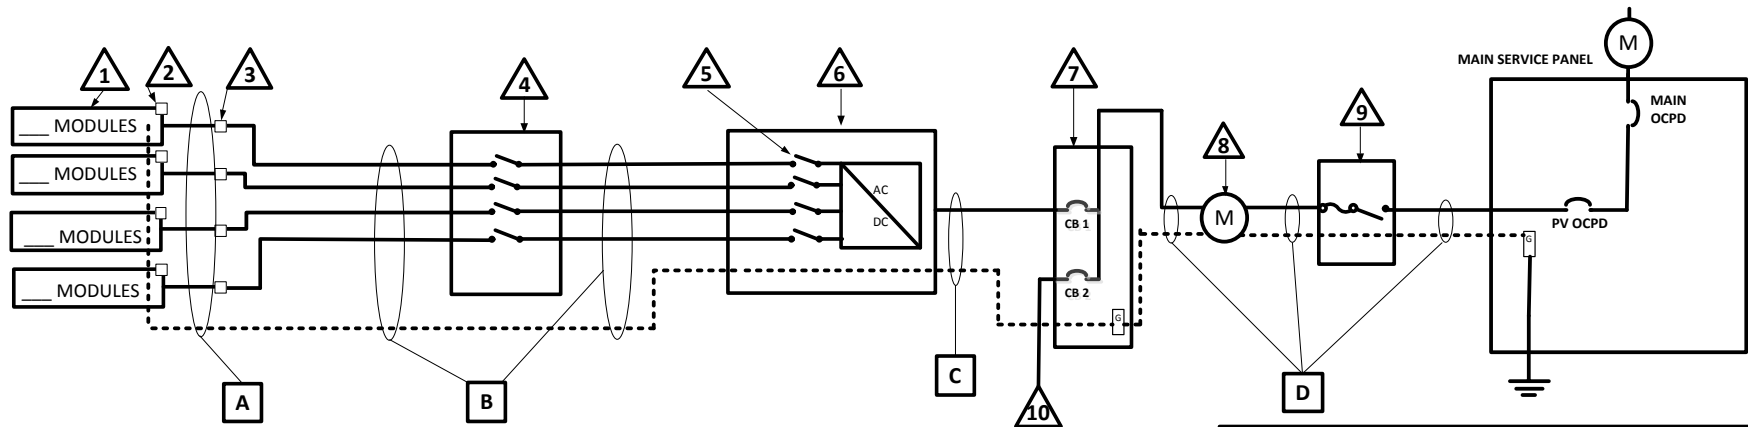 1
2
3
4
5
6
7
8
9
M
MAIN SERVICE PANEL
MAIN
OCPD
___ MODULES
___ MODULES
___ MODULES
___ MODULES
AC
DC
CB 1
CB 2
G
M
PV OCPD
G
A
B
C
10
D